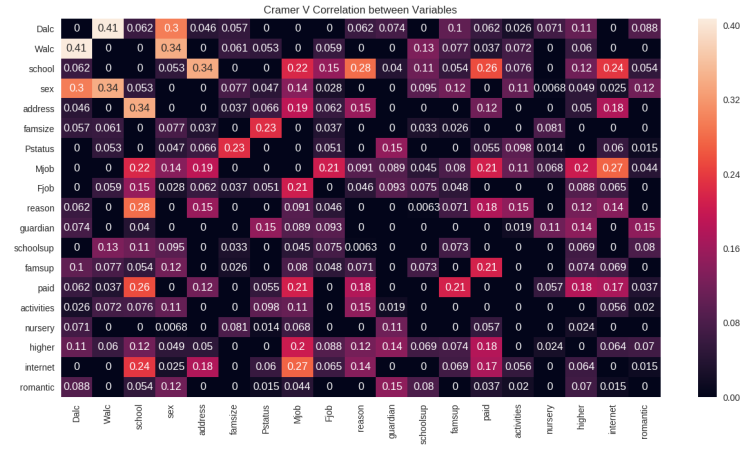 Cramer V Correlation between Variables
Dalc 0 0.41 0.062 0.3 0.046 0.057 0 0 0 0.062 0.074 0 0.1 0.062 0.026 0.071 0.11 0 0.088
Walc 0.41 0 0 0.34 0 0.061 0.053 0 0.059 0 0 0.13 0.077 0.037 0.072 0 0.06 0 0
school 0.062 0 0 0.053 0.34 0 0 0.22 0.15 0.28 0.04 0.11 0.054 0.26 0.076 0 0.12 0.24 0.054
sex 0.3 0.34 0.053 0 0 0.077 0.047 0.14 0.028 0 0 0.095 0.12 0 0.11 0.0068 0.049 0.025 0.12
address 0.046 0 0.34 0 0 0.037 0.066 0.19 0.062 0.15 0 0 0 0.12 0 0 0.05 0.18 0
famsize 0.057 0.061 0 0.077 0.037 0 0.23 0 0.037 0 0 0.033 0.026 0 0 0.081 0 0 0
Pstatus 0 0.053 0 0.047 0.066 0.23 0 0 0.051 0 0.15 0 0 0.055 0.098 0.014 0 0.06 0.015
Mjob 0 0 0.22 0.14 0.19 0 0 0 0.21 0.091 0.089 0.045 0.08 0.21 0.11 0.068 0.2 0.27 0.044
Fjob 0 0.059 0.15 0.028 0.062 0.037 0.051 0.21 0 0.046 0.093 0.075 0.048 0 0 0 0.088 0.065 0
reason 0.062 0 0.28 0 0.15 0 0 0.091 0.046 0 0 0.0063 0.071 0.18 0.15 0 0.12 0.14 0
guardian 0.074 0 0.04 0 0 0 0.15 0.089 0.093 0 0 0 0 0 0.019 0.11 0.14 0 0.15
schoolsup 0 0.13 0.11 0.095 0 0.033 0 0.045 0.075 0.0063 0 0 0.073 0 0 0 0.069 0 0.08
famsup 0.1 0.077 0.054 0.12 0 0.026 0 0.08 0.048 0.071 0 0.073 0 0.21 0 0 0.074 0.069 0
paid 0.062 0.037 0.26 0 0.12 0 0.055 0.21 0 0.18 0 0 0.21 0 0 0.057 0.18 0.17 0.037
activities 0.026 0.072 0.076 0.11 0 0 0.098 0.11 0 0.15 0.019 0 0 0 0 0 0 0.056 0.02
nursery 0.071 0 0 0.0068 0 0.081 0.014 0.068 0 0 0.11 0 0 0.057 0 0 0.024 0 0
higher 0.11 0.06 0.12 0.049 0.05 0 0 0.2 0.088 0.12 0.14 0.069 0.074 0.18 0 0.024 0 0.064 0.07
internet 0 0 0.24 0.025 0.18 0 0.06 0.27 0.065 0.14 0 0 0.069 0.17 0.056 0 0.064 0 0.015
romantic 0.088 0 0.054 0.12 0 0 0.015 0.044 0 0 0.15 0.08 0 0.037 0.02 0 0.07 0.015 0
Dalc Walc school sex address famsize Pstatus Mjob Fjob reason guardian schoolsup famsup paid activities nursery higher internet romantic
0.40
0.32
0.24
0.16
0.08
0.00